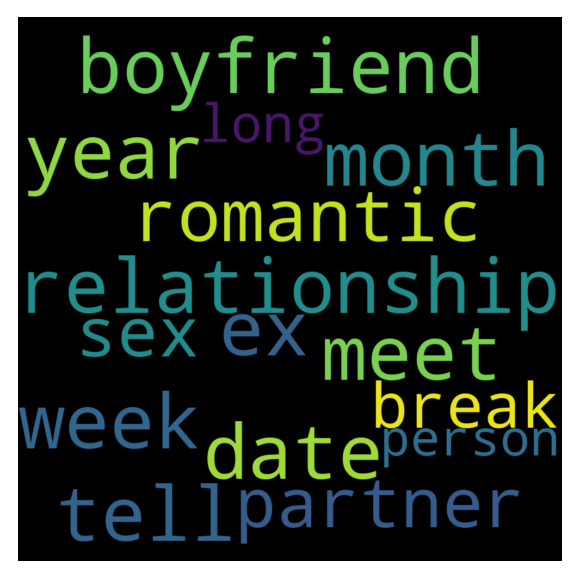 boyfriend
long
year month
romantic
relationship
sex ex meet
week break
date person
tell partner